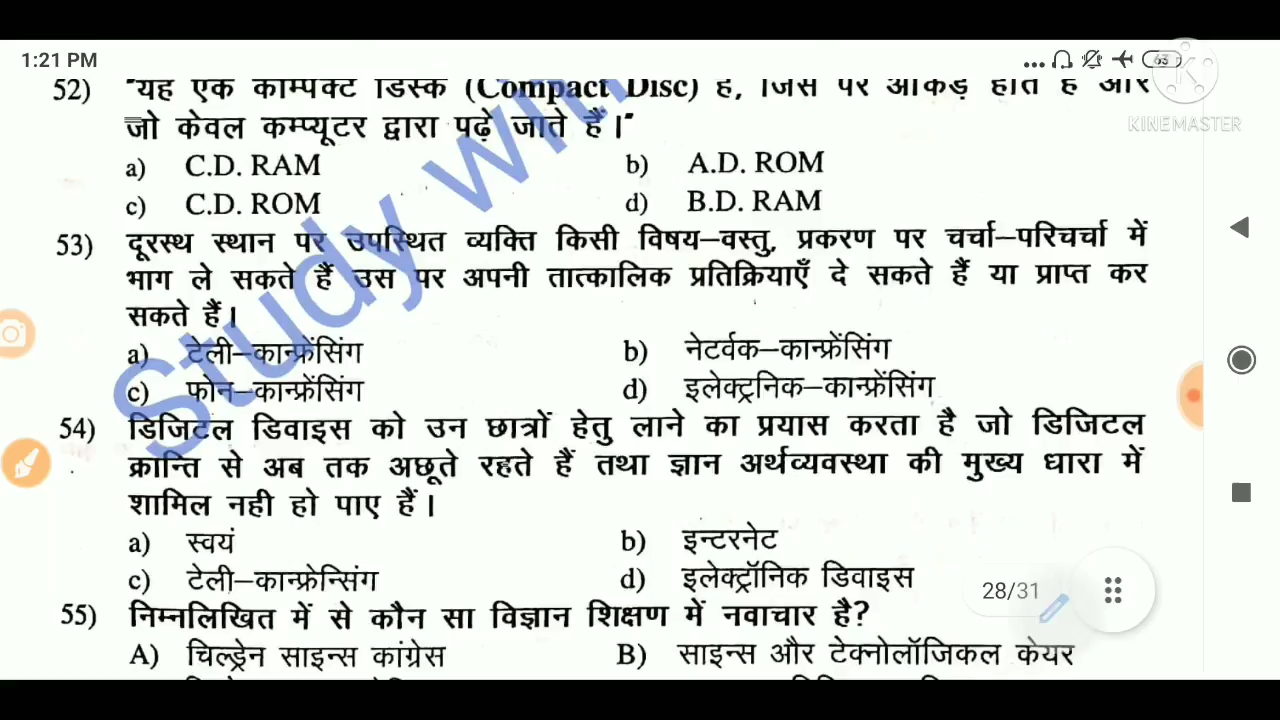 1:21 PM
63
KINEMASTER
52) "यह एक काम्पैक्ट डिस्क (Compact Disc) है, जिस पर आंकड़े होते हैं और
जो केवल कम्प्यूटर द्वारा पढ़े जाते हैं।"
a) C.D. RAM b) A.D. ROM
c) C.D. ROM d) B.D. RAM
53) दूरस्थ स्थान पर उपस्थित व्यक्ति किसी विषय–वस्तु, प्रकरण पर चर्चा–परिचर्चा में
भाग ले सकते हैं उस पर अपनी तात्कालिक प्रतिक्रियाएँ दे सकते हैं या प्राप्त कर
सकते हैं।
a) टेली–कान्फ्रेंसिंग b) नेटर्वक–कान्फ्रेंसिंग
c) फोन–कान्फ्रेंसिंग d) इलेक्ट्रनिक–कान्फ्रेंसिंग
Study With
54) डिजिटल डिवाइस को उन छात्रों हेतु लाने का प्रयास करता है जो डिजिटल
क्रान्ति से अब तक अछूते रहते हैं तथा ज्ञान अर्थव्यवस्था की मुख्य धारा में
शामिल नही हो पाए हैं।
a) स्वयं b) इन्टरनेट
c) टेली–कान्फ्रेन्सिंग d) इलेक्ट्रॉनिक डिवाइस
28/31
55) निम्नलिखित में से कौन सा विज्ञान शिक्षण में नवाचार है?
A) चिल्ड्रेन साइन्स कांग्रेस B) साइन्स और टेक्नोलॉजिकल केयर